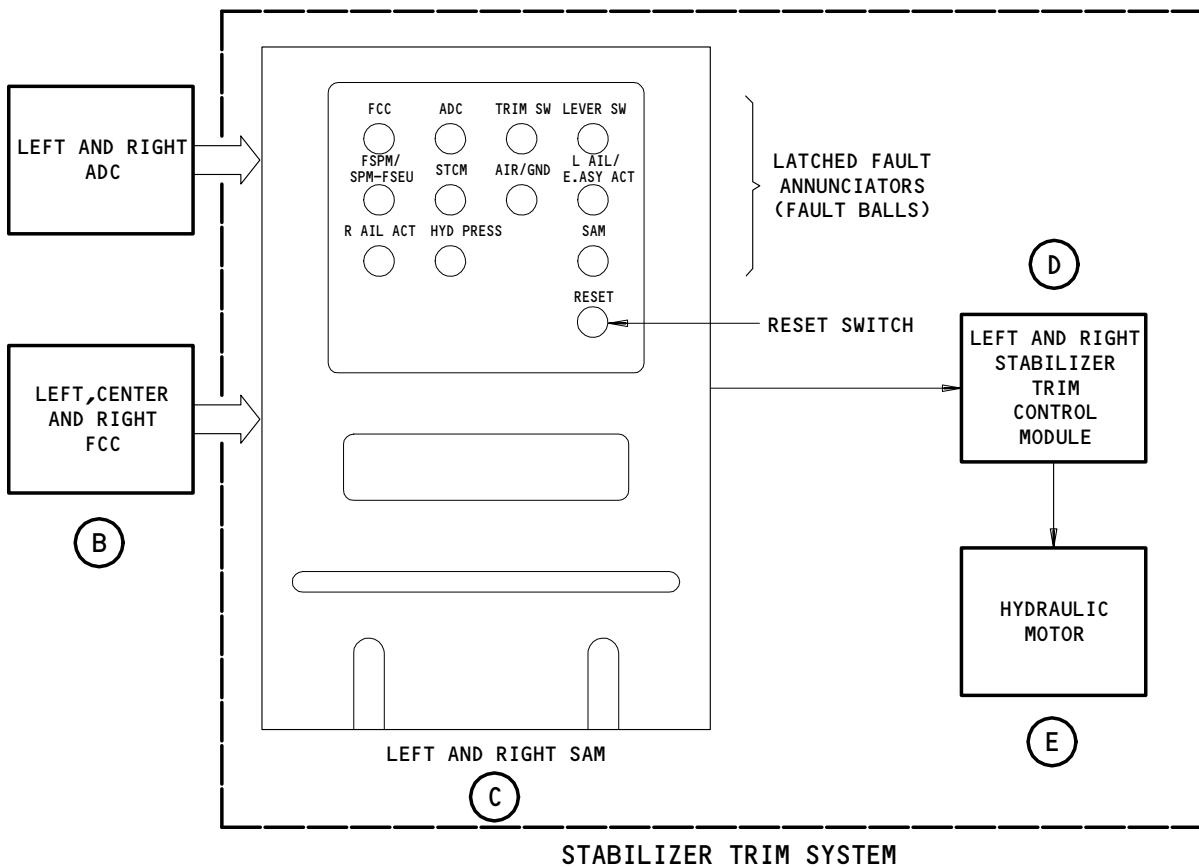 LEFT AND RIGHT
ADC
LEFT,CENTER
AND RIGHT
FCC
B
FCC ADC TRIM SW LEVER SW
FSPM/
SPM-FSEU STCM AIR/GND L AIL/
E.ASY ACT
R AIL ACT HYD PRESS SAM
RESET
LATCHED FAULT
ANNUNCIATORS
(FAULT BALLS)
RESET SWITCH
LEFT AND RIGHT SAM
C
D
LEFT AND RIGHT
STABILIZER
TRIM
CONTROL
MODULE
HYDRAULIC
MOTOR
E
STABILIZER TRIM SYSTEM